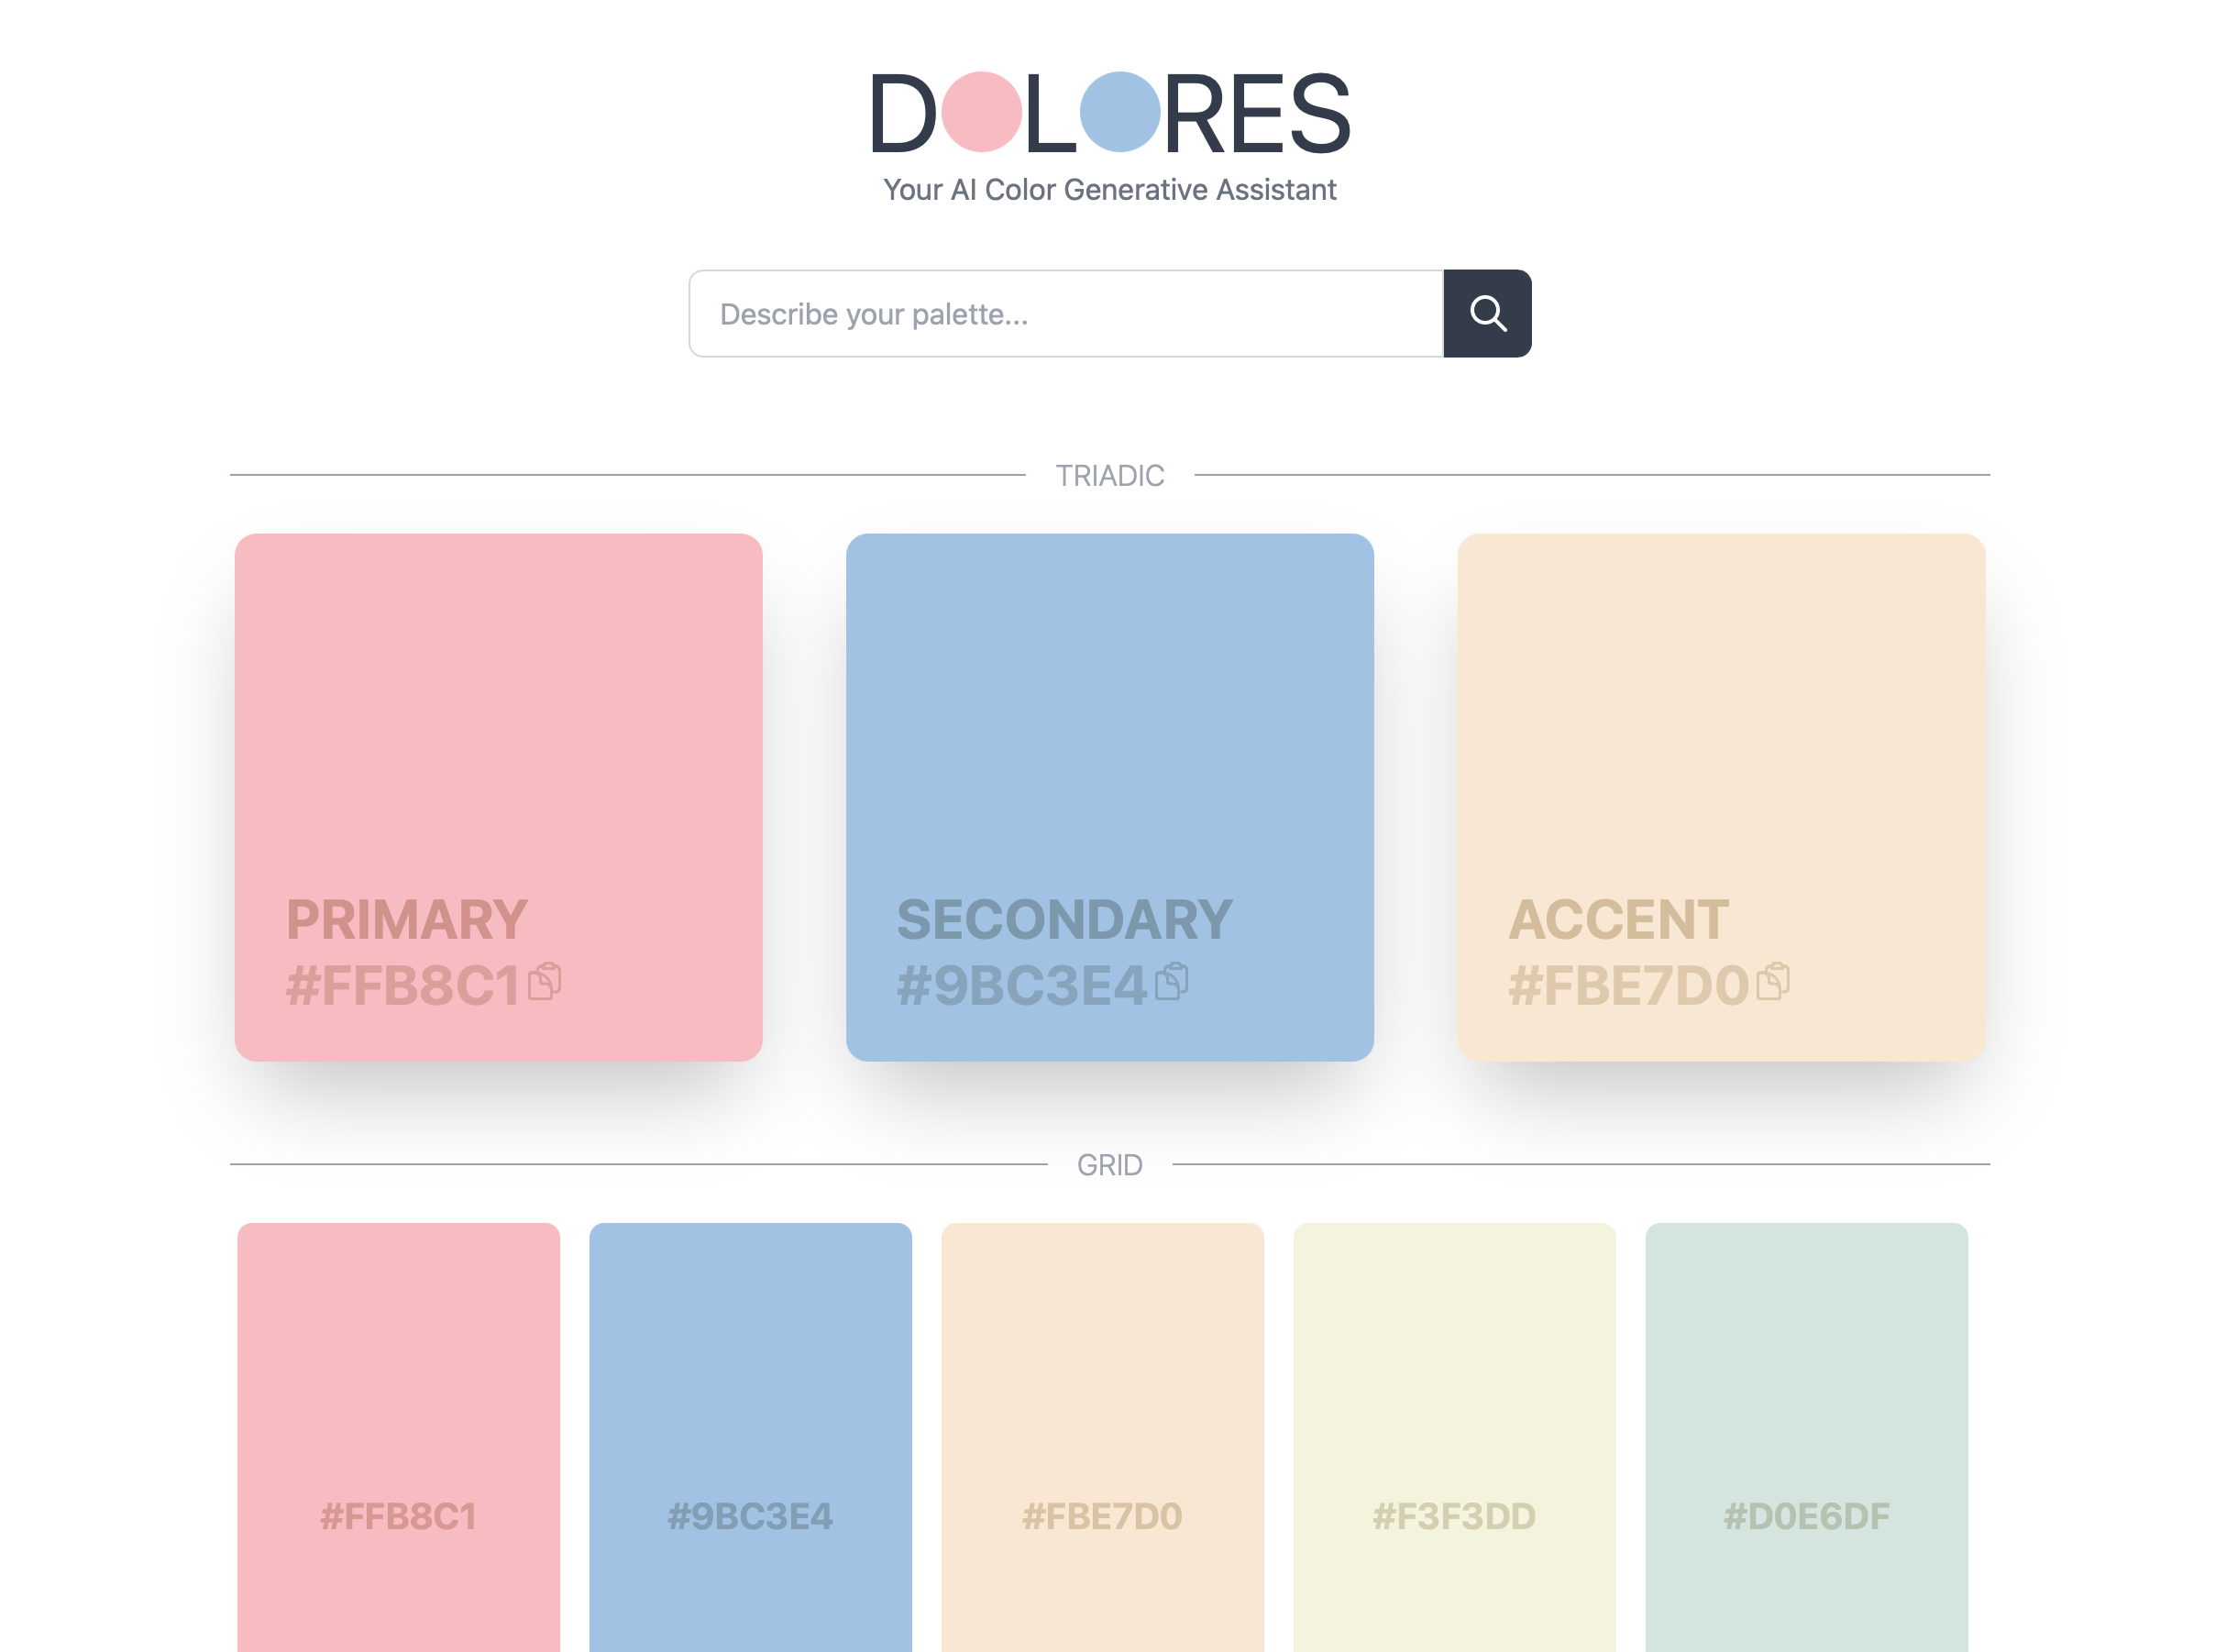 DOLORES
Your AI Color Generative Assistant
Describe your palette...
TRIADIC
PRIMARY
#FFB8C1
SECONDARY
#9BC3E4
ACCENT
#FBE7D0
GRID
#FFB8C1
#9BC3E4
#FBE7D0
#F3F3DD
#D0E6DF